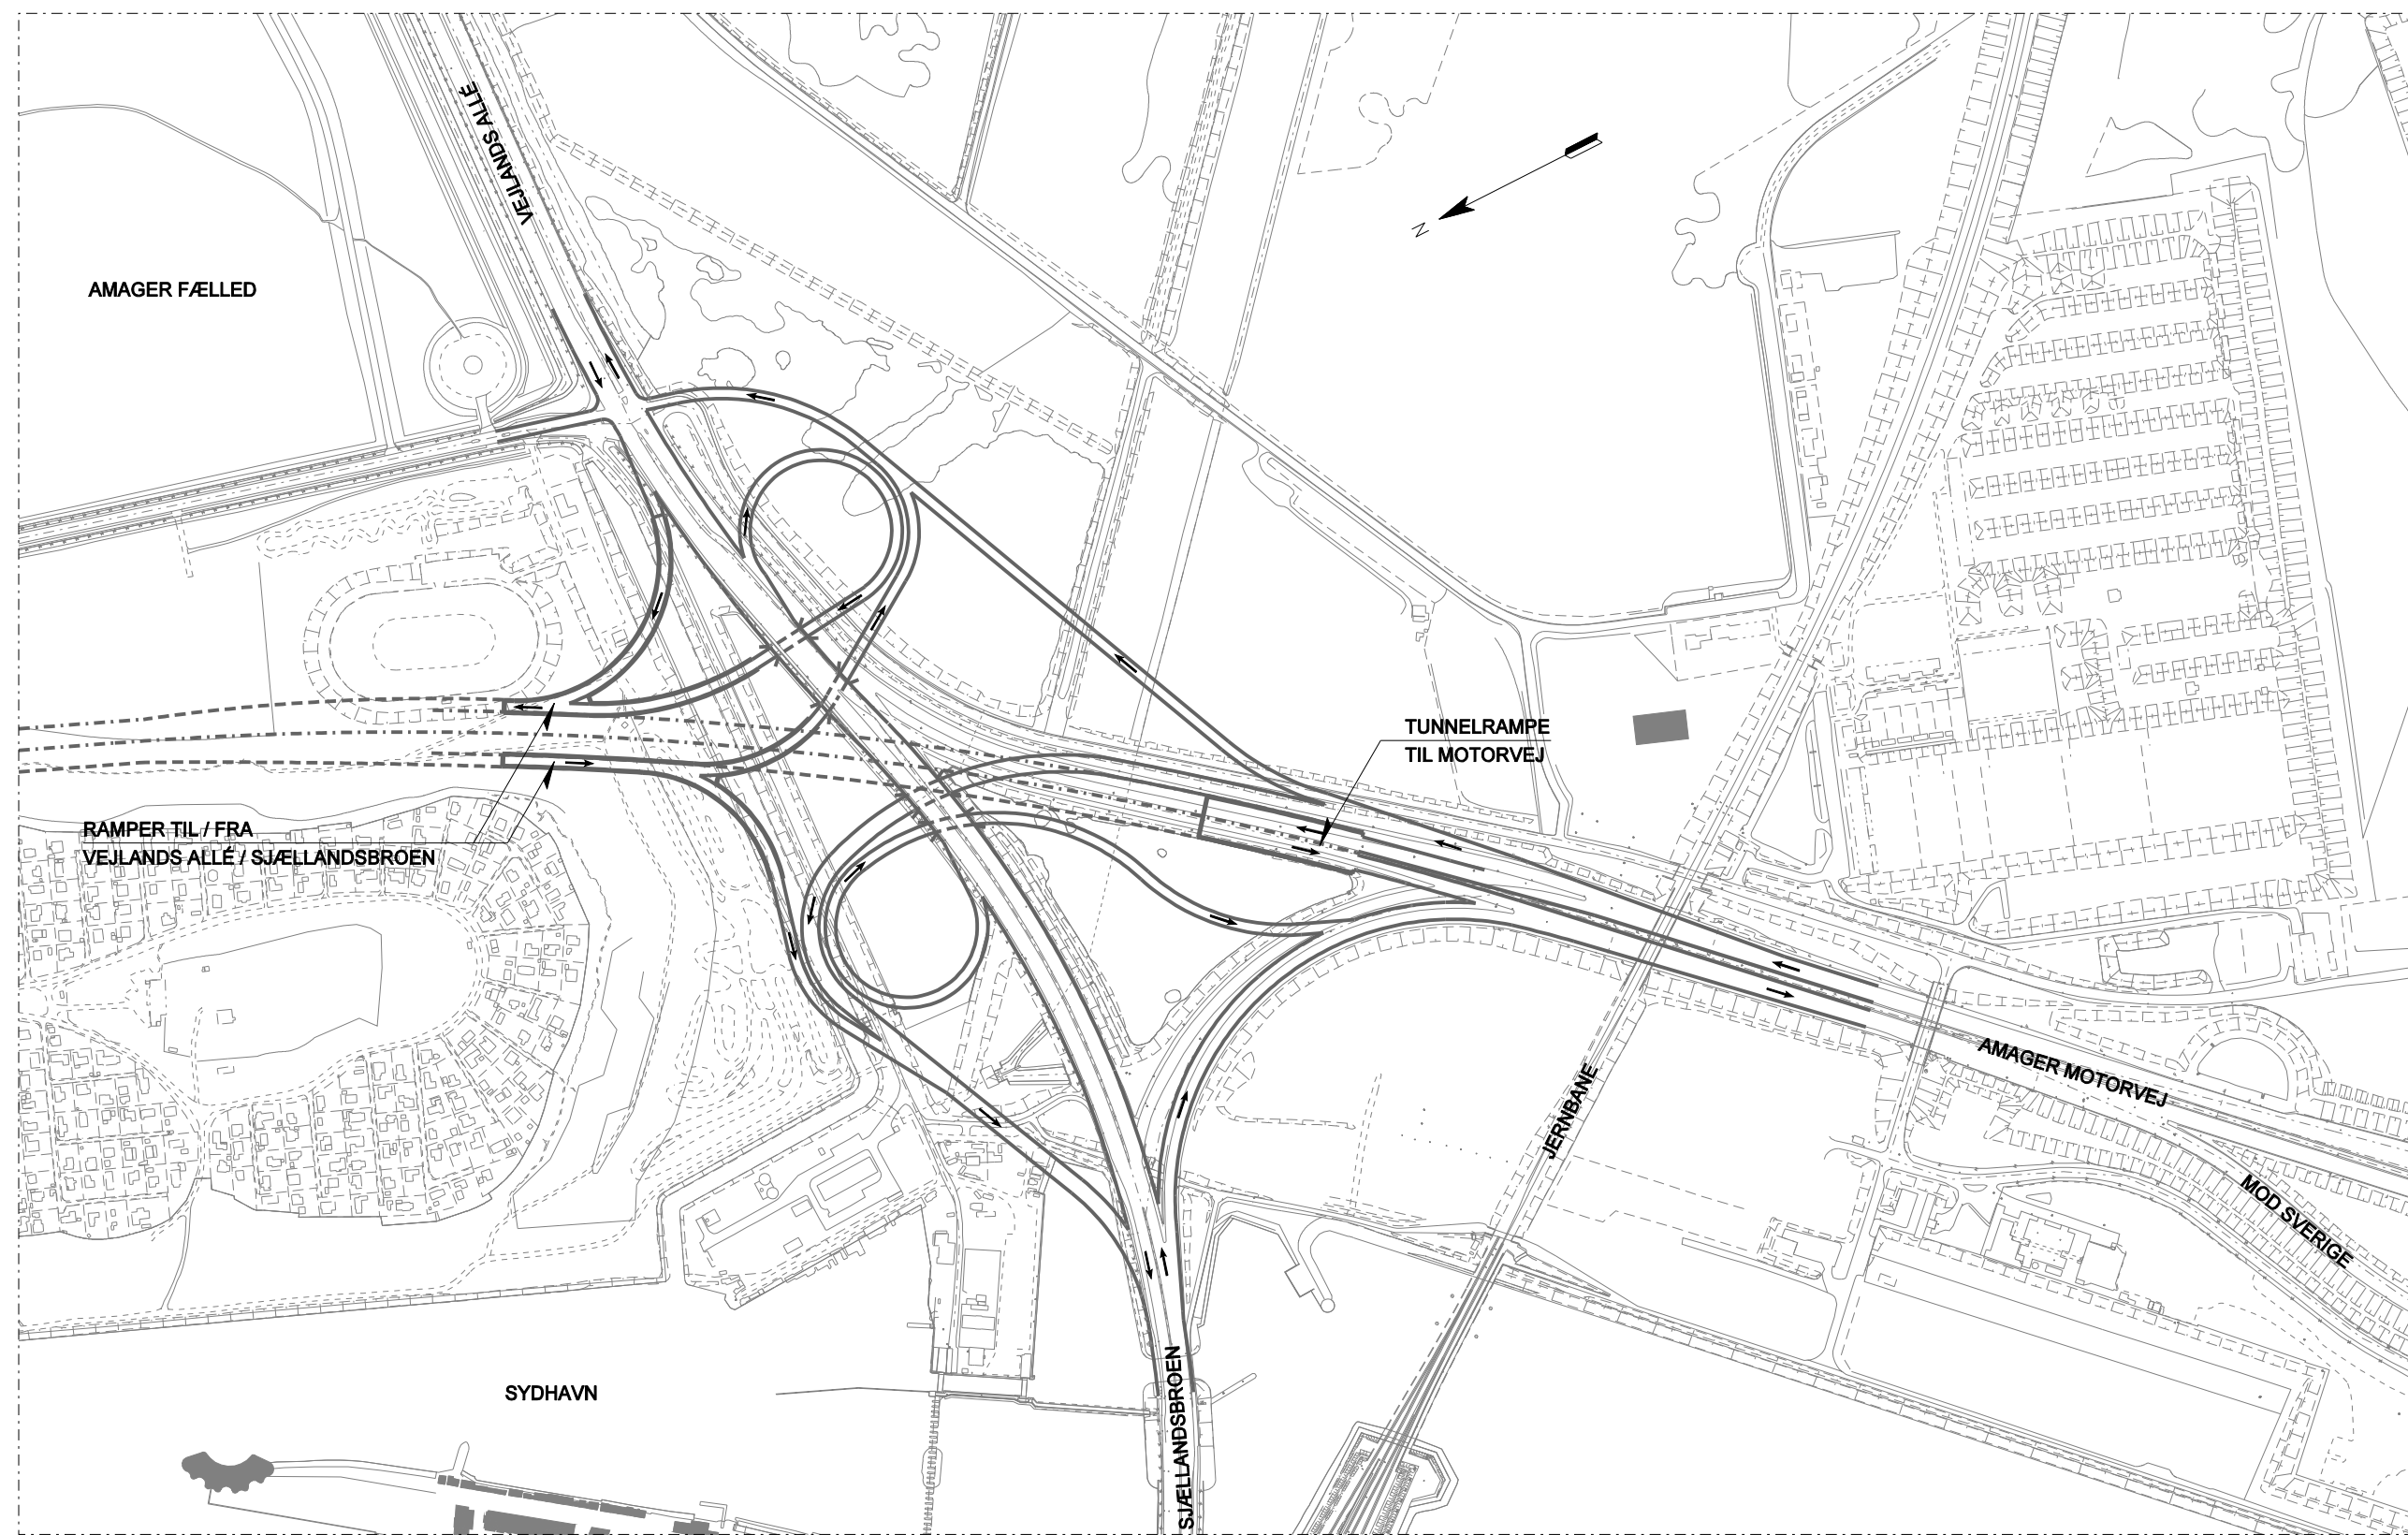 VEJLANDS ALLÉ
N
AMAGER FÆLLED
TUNNELRAMPE
TIL MOTORVEJ
RAMPER TIL / FRA
VEJLANDS ALLÉ / SJÆLLANDSBROEN
AMAGER MOTORVEJ
JERNBANE
MOD SVERIGE
SYDHAVN
SJÆLLANDSBROEN